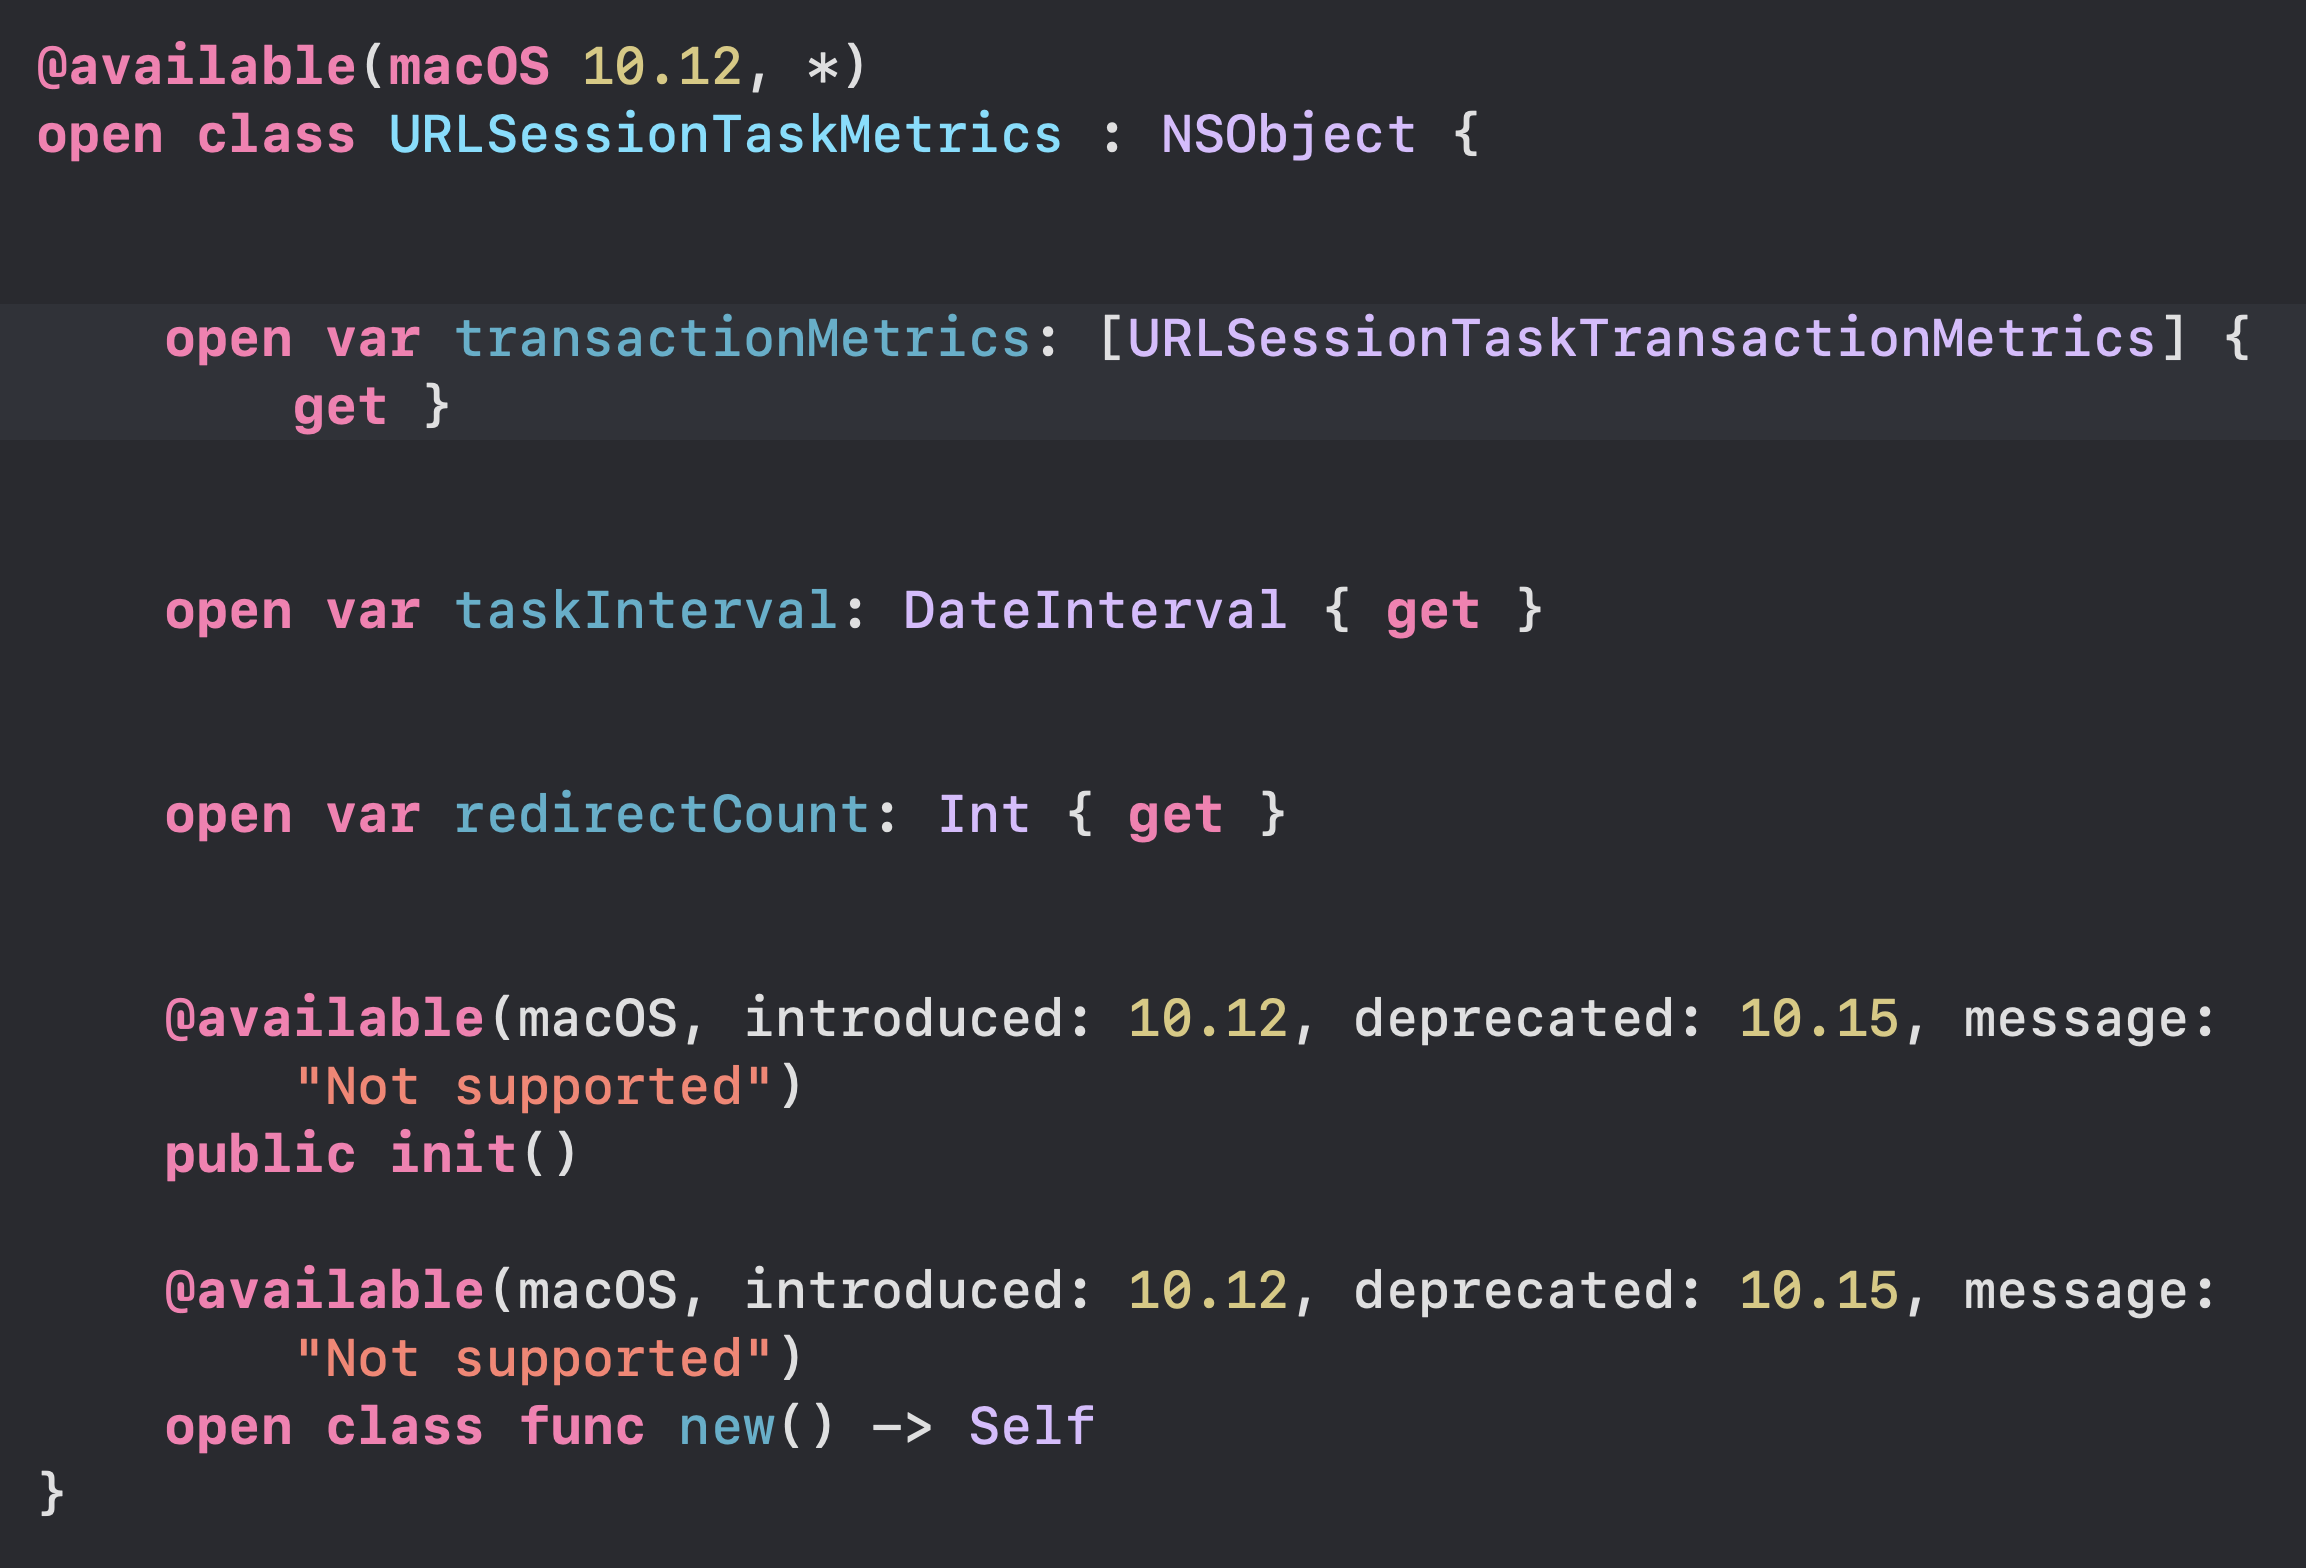 @available(macOS 10.12, *)
open class URLSessionTaskMetrics : NSObject {
open var transactionMetrics: [URLSessionTaskTransactionMetrics] {
get }
open var taskInterval: DateInterval { get }
open var redirectCount: Int { get }
@available(macOS, introduced: 10.12, deprecated: 10.15, message:
"Not supported")
public init()
@available(macOS, introduced: 10.12, deprecated: 10.15, message:
"Not supported")
open class func new() -> Self
}